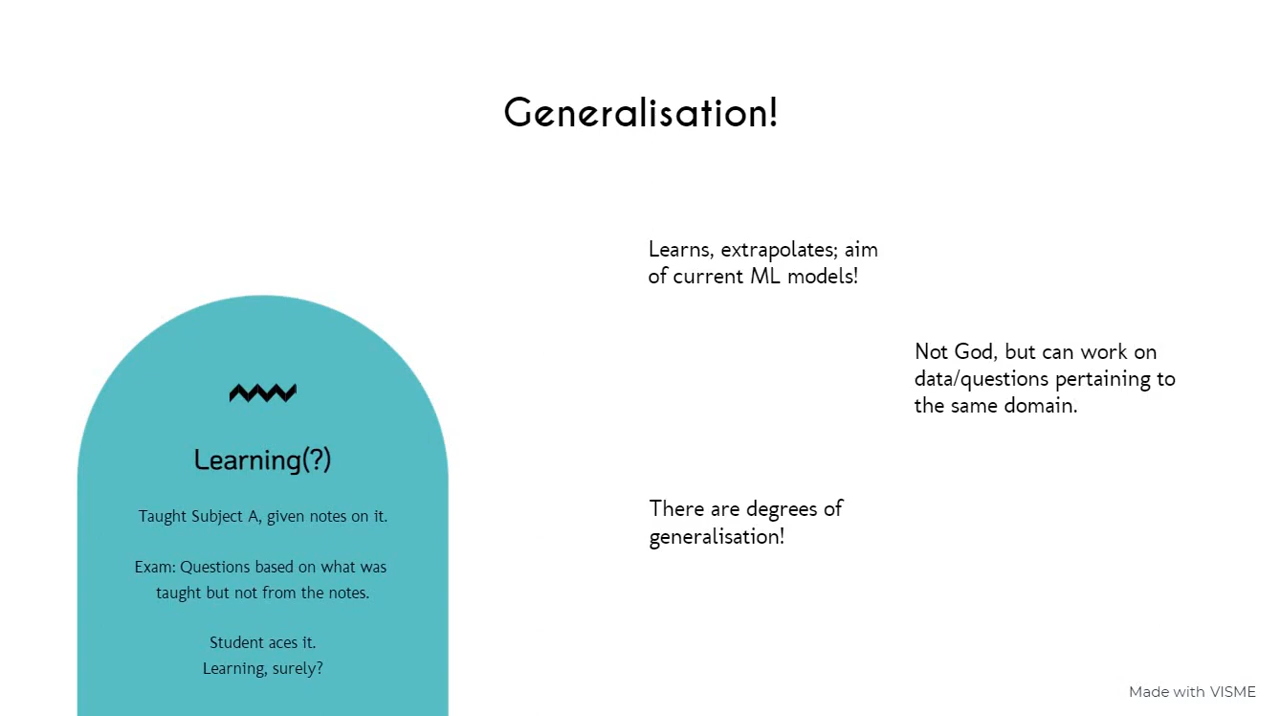 Generalisation!
Learning(?)
Taught Subject A, given notes on it.
Exam: Questions based on what was
taught but not from the notes.
Student aces it.
Learning, surely?
Learns, extrapolates; aim
of current ML models!
Not God, but can work on
data/questions pertaining to
the same domain.
There are degrees of
generalisation!
Made with VISME